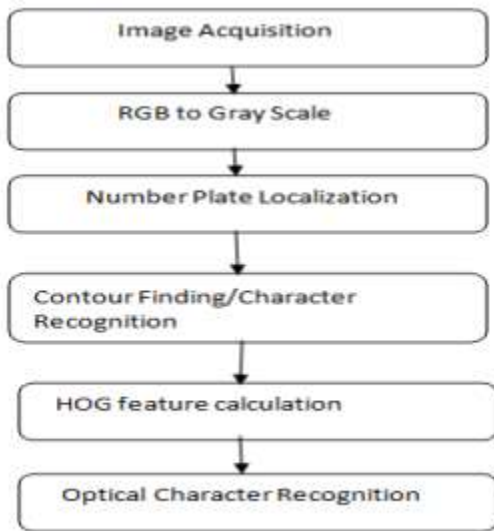 Image Acquisition
RGB to Gray Scale
Number Plate Localization
Contour Finding/Character
Recognition
HOG feature calculation
Optical Character Recognition